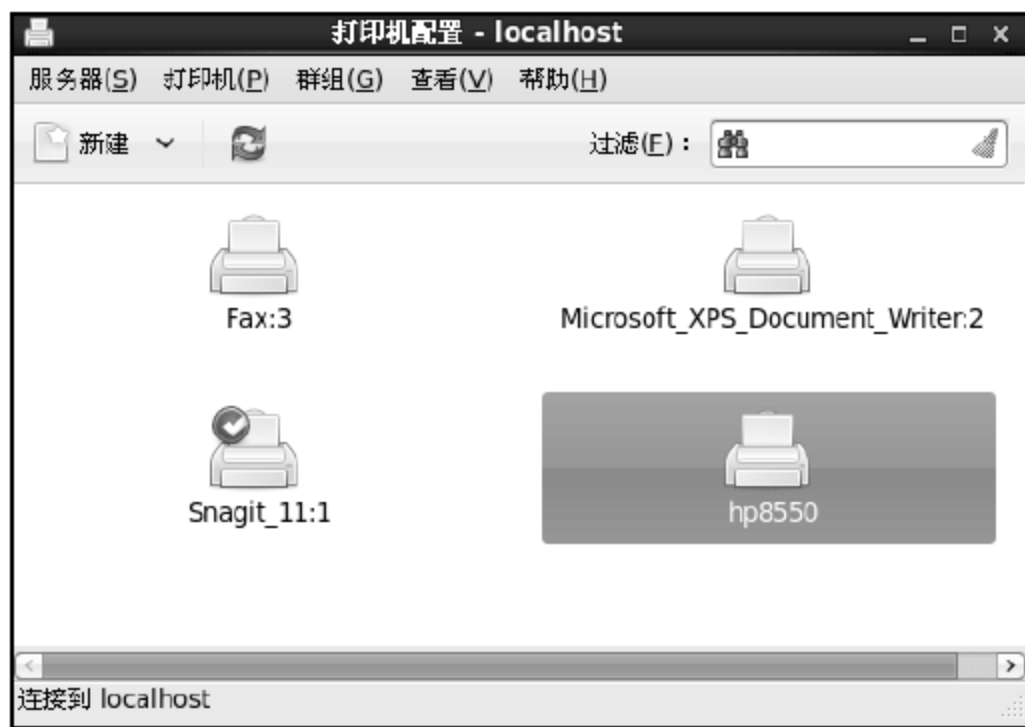 打印机配置 - localhost
服务器(S) 打印机(P) 群组(G) 查看(V) 帮助(H)
新建 过滤(F)：
Fax:3 Microsoft_XPS_Document_Writer:2
Snagit_11:1 hp8550
连接到 localhost